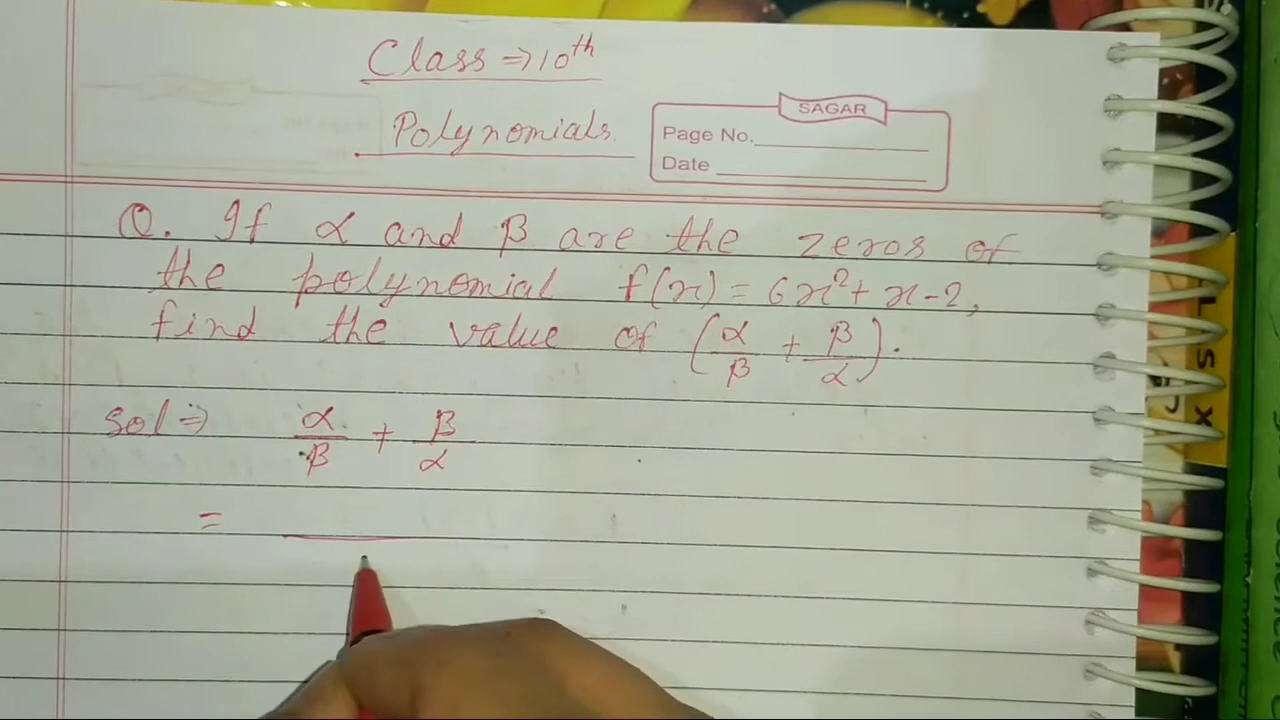 Class ⇒ 10th
Polynomials.
SAGAR
Page No.
Date
Q. If α and β are the zeros of
the polynomial f(x) = 6x² + x - 2,
find the value of (α/β + β/α).
Sol ⇒ α/β + β/α
=